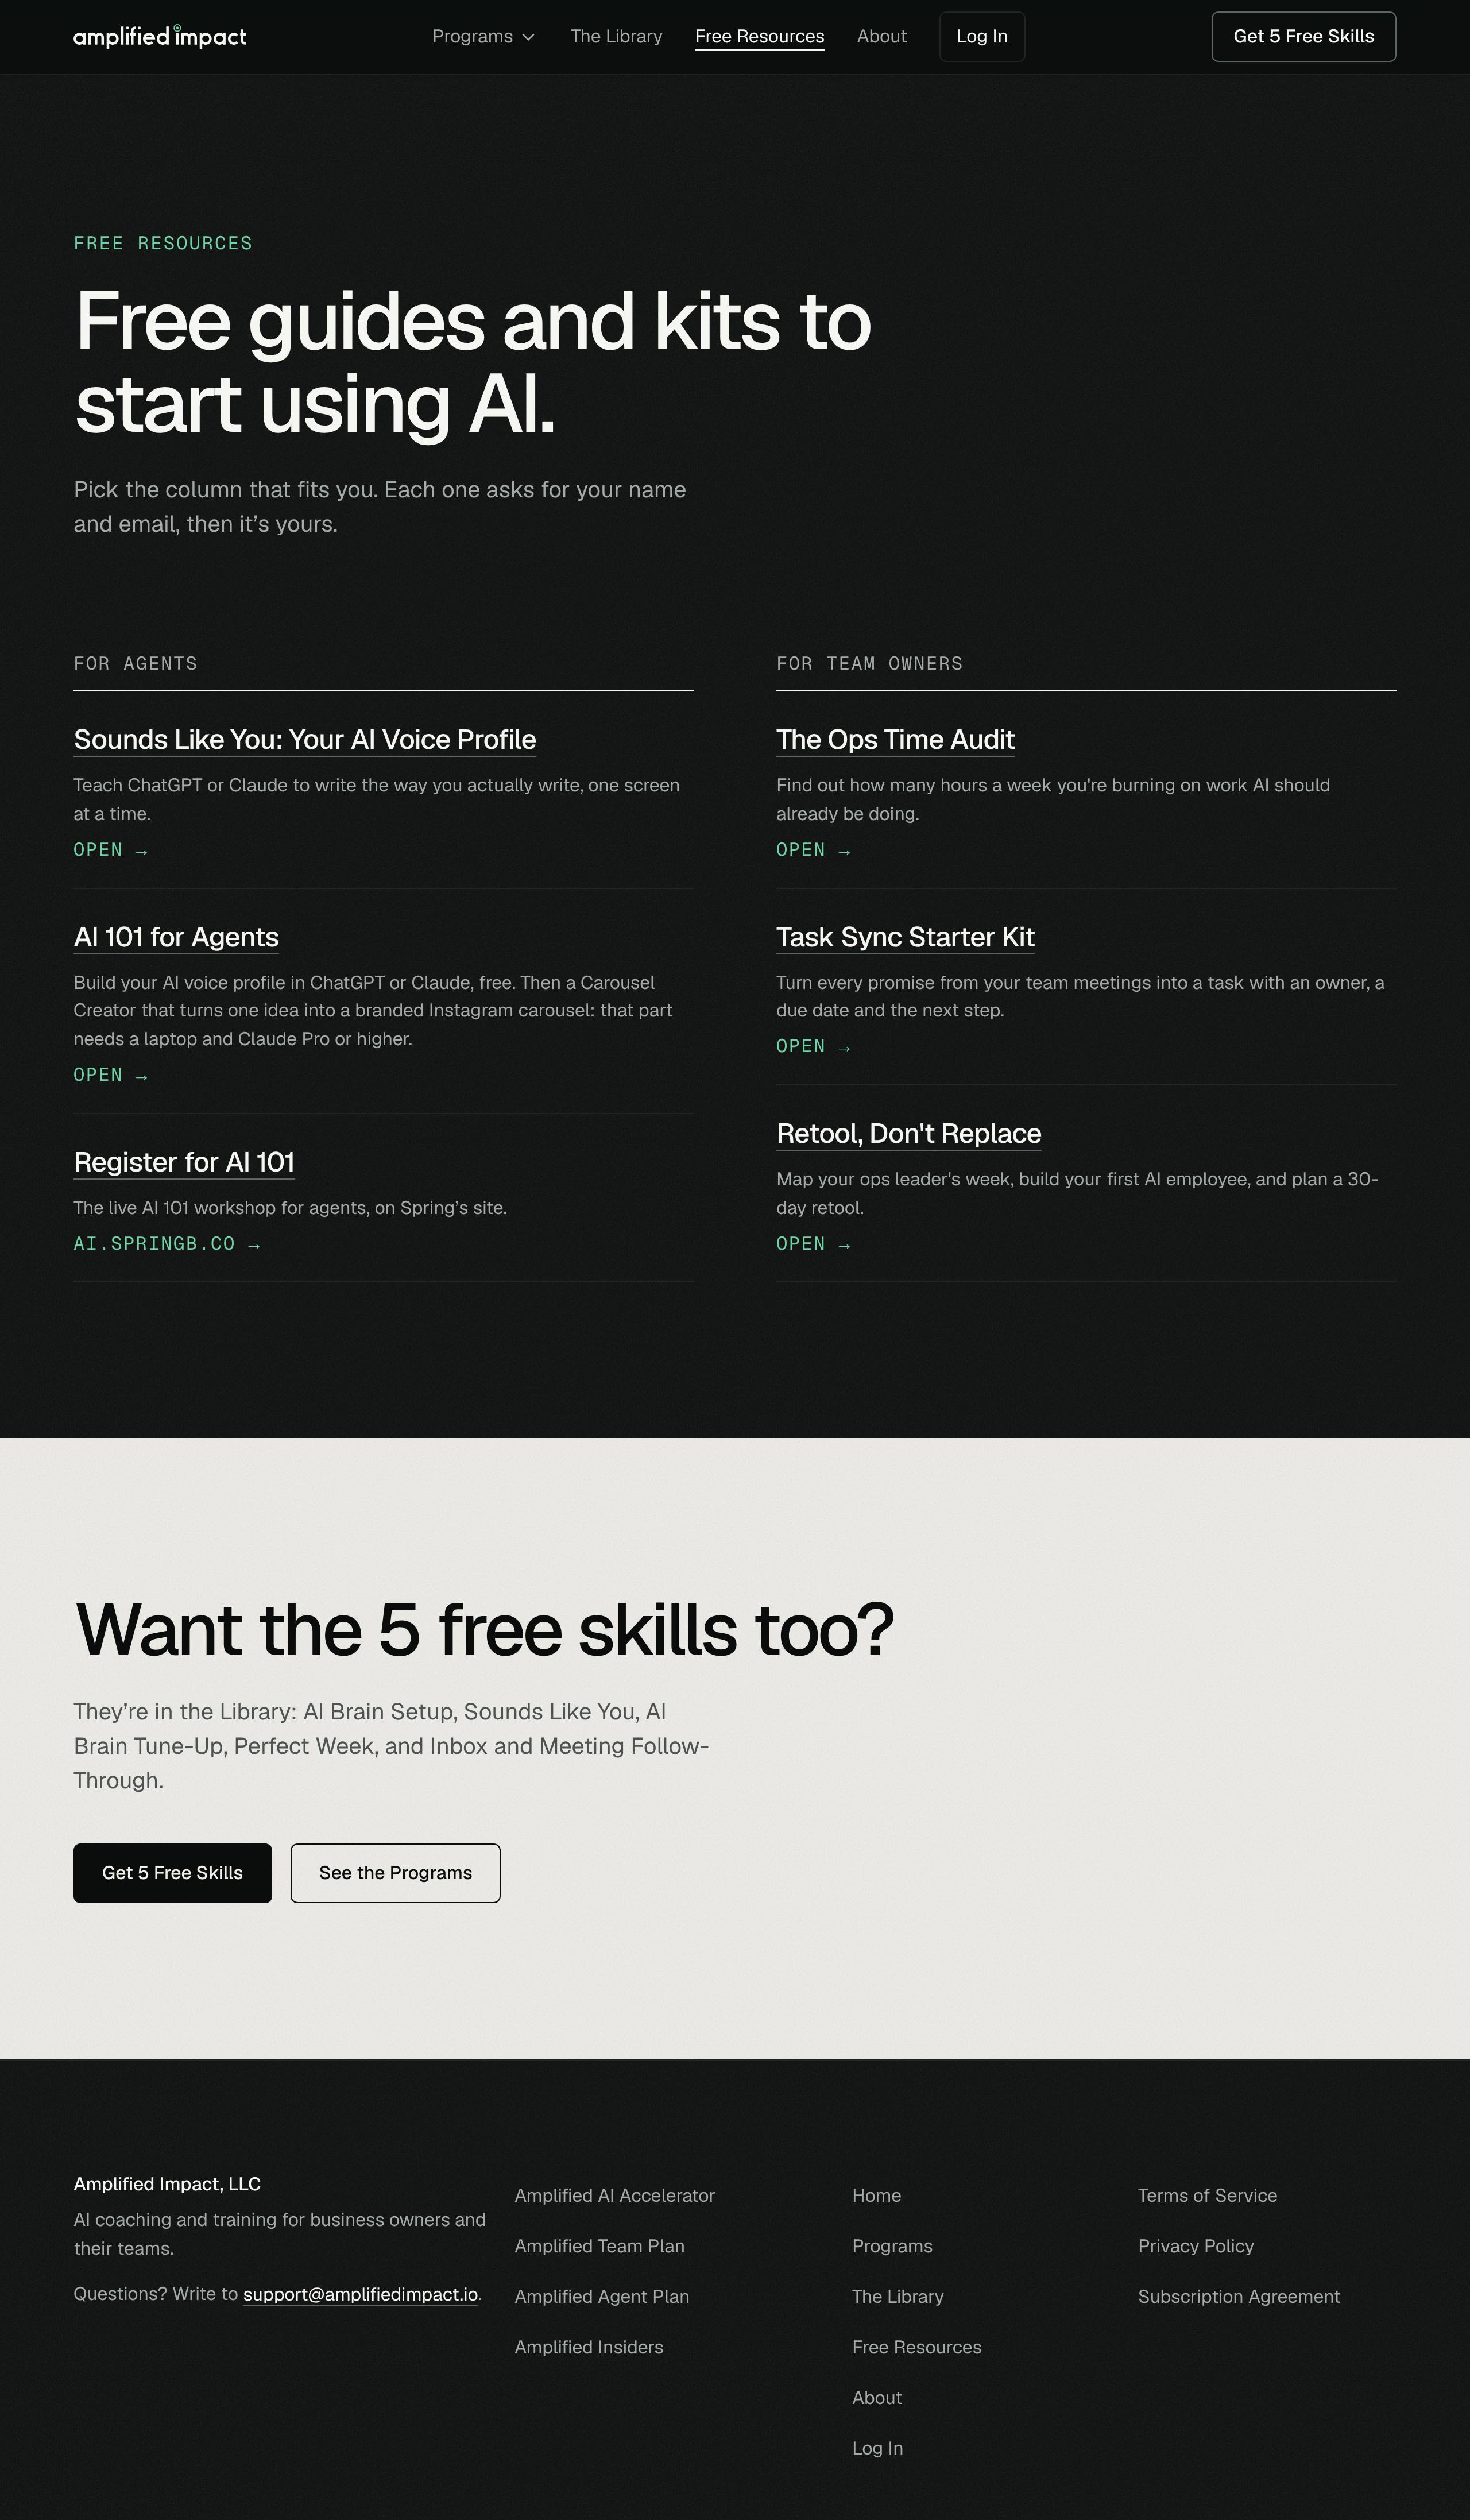 amplified impact
Programs
The Library
Free Resources
About
Log In
Get 5 Free Skills
FREE RESOURCES
Free guides and kits to
start using AI.
Pick the column that fits you. Each one asks for your name
and email, then it’s yours.
FOR AGENTS
Sounds Like You: Your AI Voice Profile
Teach ChatGPT or Claude to write the way you actually write, one screen
at a time.
OPEN →
AI 101 for Agents
Build your AI voice profile in ChatGPT or Claude, free. Then a Carousel
Creator that turns one idea into a branded Instagram carousel: that part
needs a laptop and Claude Pro or higher.
OPEN →
Register for AI 101
The live AI 101 workshop for agents, on Spring’s site.
AI.SPRINGB.CO →
FOR TEAM OWNERS
The Ops Time Audit
Find out how many hours a week you're burning on work AI should
already be doing.
OPEN →
Task Sync Starter Kit
Turn every promise from your team meetings into a task with an owner, a
due date and the next step.
OPEN →
Retool, Don't Replace
Map your ops leader's week, build your first AI employee, and plan a 30-
day retool.
OPEN →
Want the 5 free skills too?
They’re in the Library: AI Brain Setup, Sounds Like You, AI
Brain Tune-Up, Perfect Week, and Inbox and Meeting Follow-
Through.
Get 5 Free Skills
See the Programs
Amplified Impact, LLC
AI coaching and training for business owners and
their teams.
Questions? Write to support@amplifiedimpact.io.
Amplified AI Accelerator
Amplified Team Plan
Amplified Agent Plan
Amplified Insiders
Home
Programs
The Library
Free Resources
About
Log In
Terms of Service
Privacy Policy
Subscription Agreement